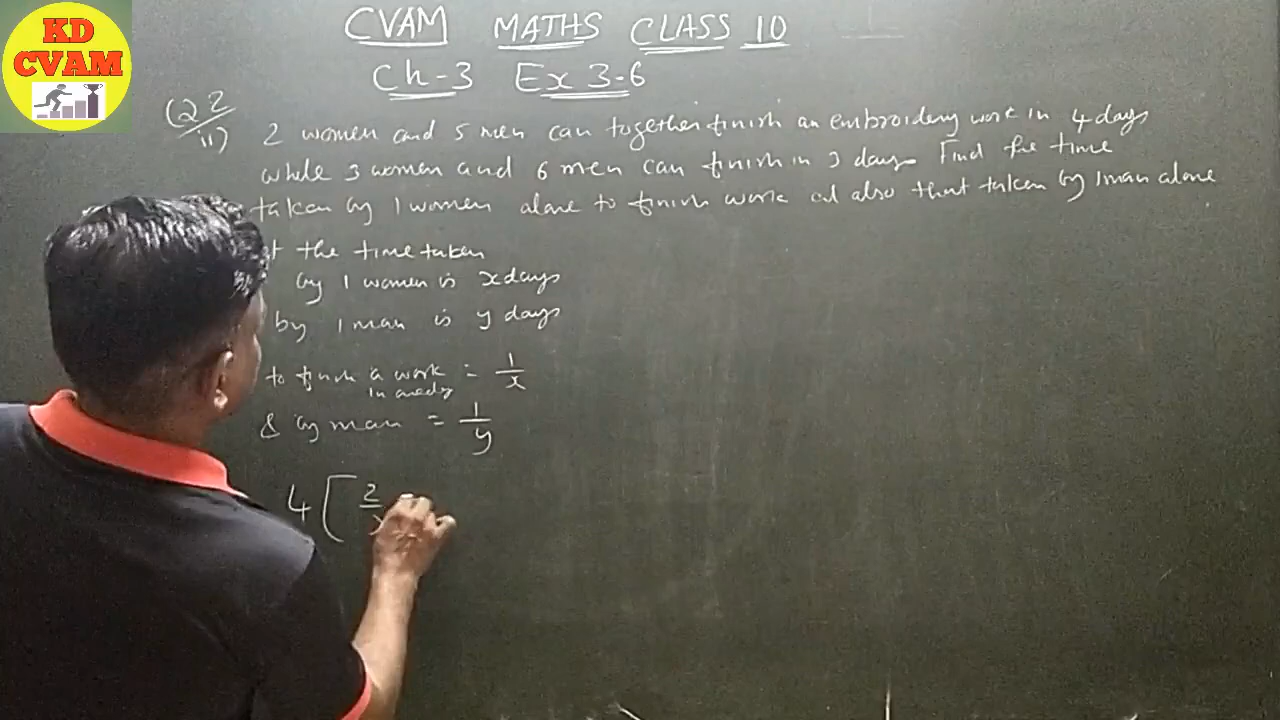 KD
CVAM
CVAM MATHS CLASS 10
Ch-3 Ex 3.6
Q2
ii) 2 women and 5 men can together finish an embroidery work in 4 days
while 3 women and 6 men can finish in 3 days. Find the time
taken by 1 women alone to finish work also that taken by 1 man alone
the time taken
by 1 women is x days
by 1 man is y days
to finish a work = 1/x
in
& by man = 1/y
4 [ 2/x